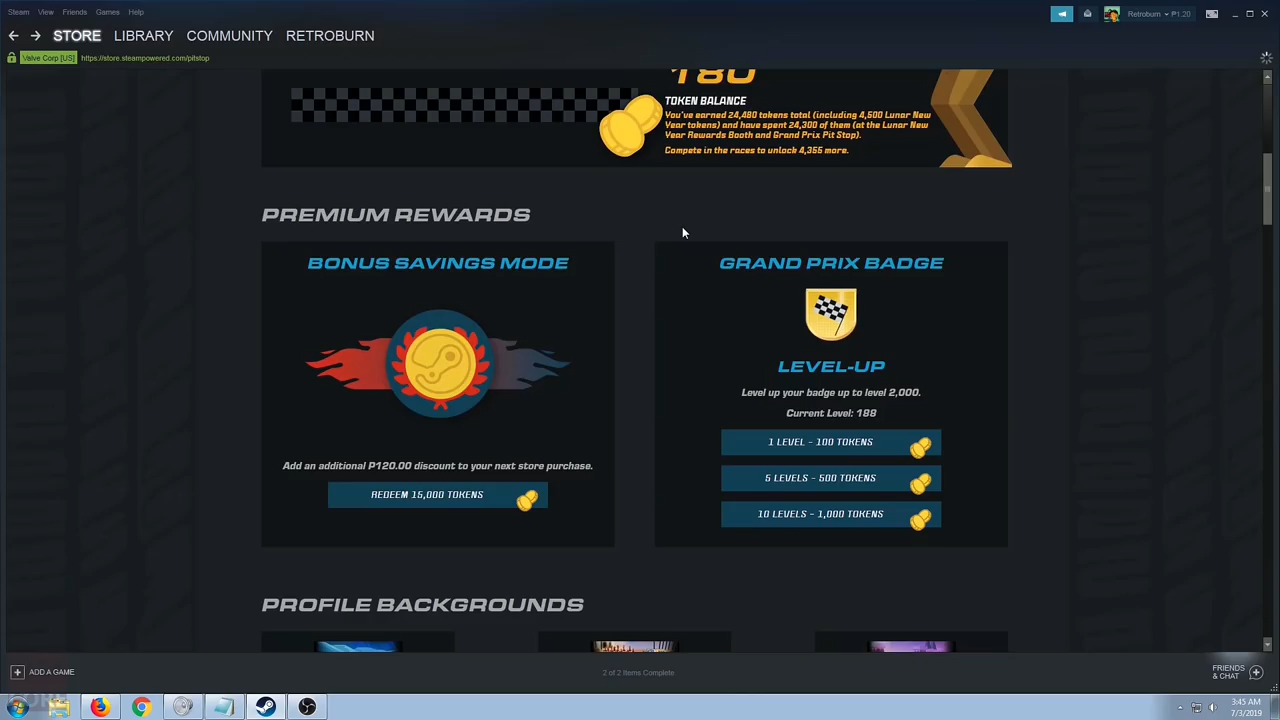 Steam View Friends Games Help
Retroburn P1.20
STORE LIBRARY COMMUNITY RETROBURN
Valve Corp [US] https://store.steampowered.com/pitstop
180
TOKEN BALANCE
You've earned 24,480 tokens total (including 4,500 Lunar New
Year tokens) and have spent 24,300 of them (at the Lunar New
Year Rewards Booth and Grand Prix Pit Stop).
Compete in the races to unlock 4,355 more.
PREMIUM REWARDS
BONUS SAVINGS MODE
Add an additional P120.00 discount to your next store purchase.
REDEEM 15,000 TOKENS
GRAND PRIX BADGE
LEVEL-UP
Level up your badge up to level 2,000.
Current Level: 188
1 LEVEL - 100 TOKENS
5 LEVELS - 500 TOKENS
10 LEVELS - 1,000 TOKENS
PROFILE BACKGROUNDS
ADD A GAME
2 of 2 Items Complete
FRIENDS
& CHAT
3:45 AM
7/3/2019